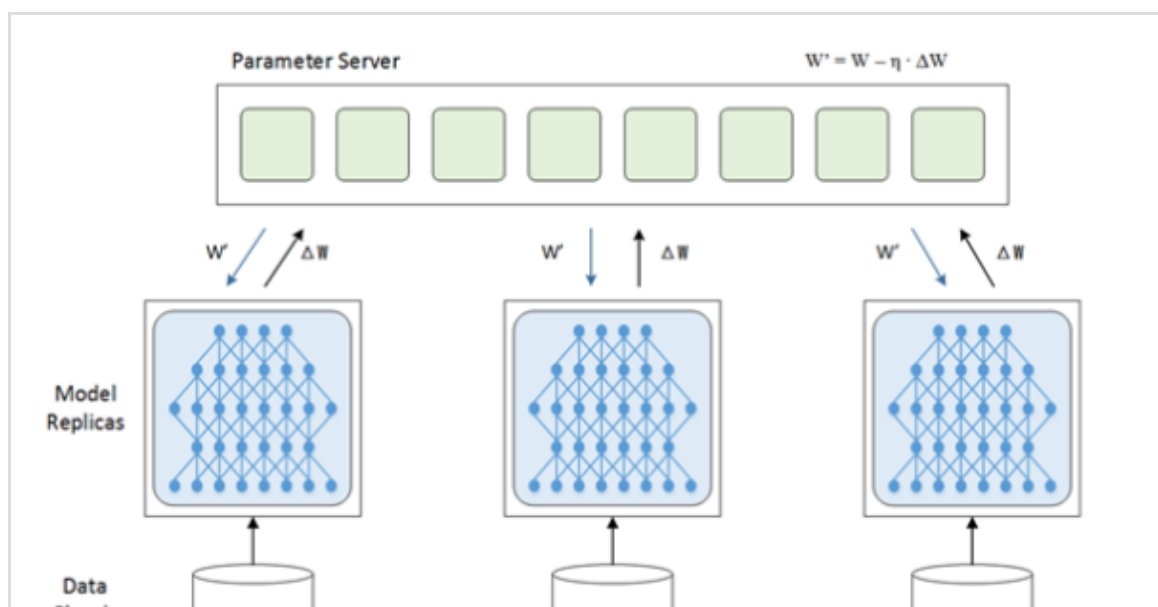 Parameter Server
W' = W – η · ΔW
W' ΔW
W' ΔW
W' ΔW
Model
Replicas
Data